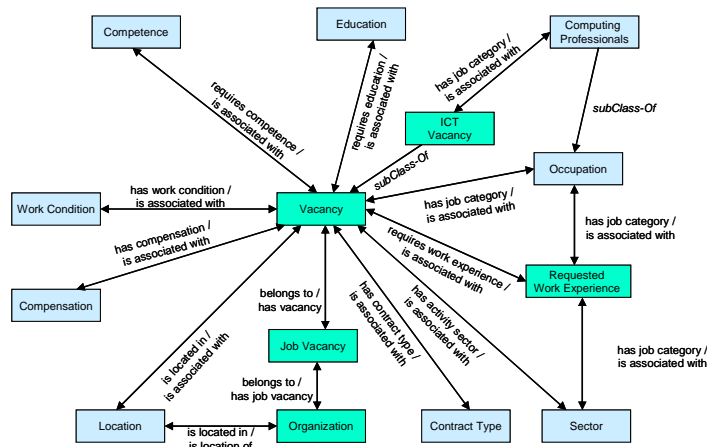 Competence
Education
Computing
Professionals
has job category /
is associated with
requires competence /
is associated with
requires education /
is associated with
ICT
Vacancy
subClass-Of
subClass-Of
Occupation
Work Condition
has work condition /
is associated with
Vacancy
has job category /
is associated with
has job category /
is associated with
has compensation /
is associated with
requires work experience /
is associated with
Requested
Work Experience
Compensation
belongs to /
has vacancy
has contract type /
is associated with
has activity sector /
is associated with
is located in /
is associated with
Job Vacancy
has job category /
is associated with
belongs to /
has job vacancy
Location
Organization
Contract Type
Sector
is located in /
is location of